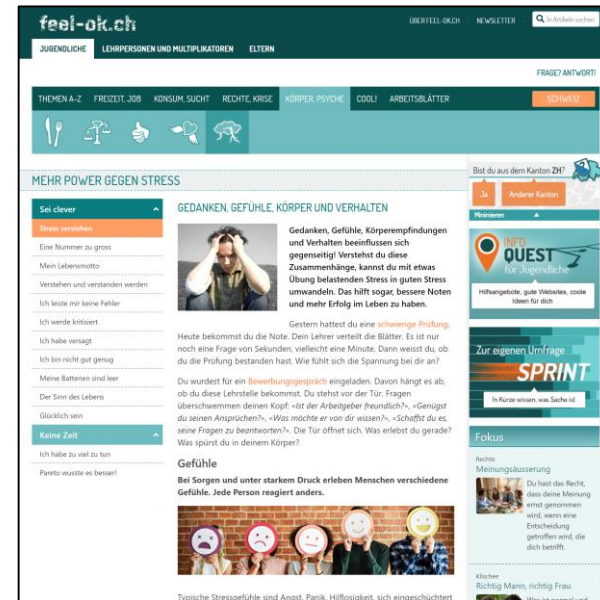 feel-ok.ch
ÜBER FEEL-OK.CH
NEWSLETTER
In Artikeln suchen
JUGENDLICHE
LEHRPERSONEN UND MULTIPLIKATOREN
ELTERN
FRAGE? ANTWORT!
THEMEN A-Z
FREIZEIT, JOB
KONSUM, SUCHT
RECHTE, KRISE
KÖRPER, PSYCHE
COOL!
ARBEITSBLÄTTER
SCHWEIZ
MEHR POWER GEGEN STRESS
Sei clever
Stress verstehen
Eine Nummer zu gross
Mein Lebensmotto
Verstehen und verstanden werden
Ich leiste mir keine Fehler
Ich werde kritisiert
Ich habe versagt
Ich bin nicht gut genug
Meine Batterien sind leer
Der Sinn des Lebens
Glücklich sein
Keine Zeit
Ich habe zu viel zu tun
Pareto wusste es besser!
GEDANKEN, GEFÜHLE, KÖRPER UND VERHALTEN
Gedanken, Gefühle, Körperempfindungen
und Verhalten beeinflussen sich
gegenseitig! Verstehst du diese
Zusammenhänge, kannst du mit etwas
Übung belastenden Stress in guten Stress
umwandeln. Das hilft sogar, bessere Noten
und mehr Erfolg im Leben zu haben.
Gestern hattest du eine schwierige Prüfung.
Heute bekommst du die Note. Dein Lehrer verteilt die Blätter. Es ist nur
noch eine Frage von Sekunden, vielleicht eine Minute. Dann weisst du, ob
du die Prüfung bestanden hast. Wie fühlt sich die Spannung bei dir an?
Du wurdest für ein Bewerbungsgespräch eingeladen. Davon hängt es ab,
ob du diese Lehrstelle bekommst. Du stehst vor der Tür. Fragen
überschwemmen deinen Kopf: «Ist der Arbeitgeber freundlich?», «Genügst
du seinen Ansprüchen?», «Was möchte er von dir wissen?», «Schaffst du es,
seine Fragen zu beantworten?». Die Tür öffnet sich. Was erlebst du gerade?
Was spürst du in deinem Körper?
Gefühle
Bei Sorgen und unter starkem Druck erleben Menschen verschiedene
Gefühle. Jede Person reagiert anders.
Typische Stressgefühle sind Angst, Panik, Hilflosigkeit, sich eingeschüchtert
Bist du aus dem Kanton ZH?
Ja
Anderer Kanton
Minimieren
INFO
QUEST
für Jugendliche
Hilfsangebote, gute Websites, coole
Ideen für dich
Zur eigenen Umfrage
SPRINT
In Kürze wissen, was Sache ist
Fokus
Rechte
Meinungsäusserung
Du hast das Recht,
dass deine Meinung
ernst genommen
wird, wenn eine
Entscheidung
getroffen wird, die
dich betrifft.
Klischee
Richtig Mann, richtig Frau